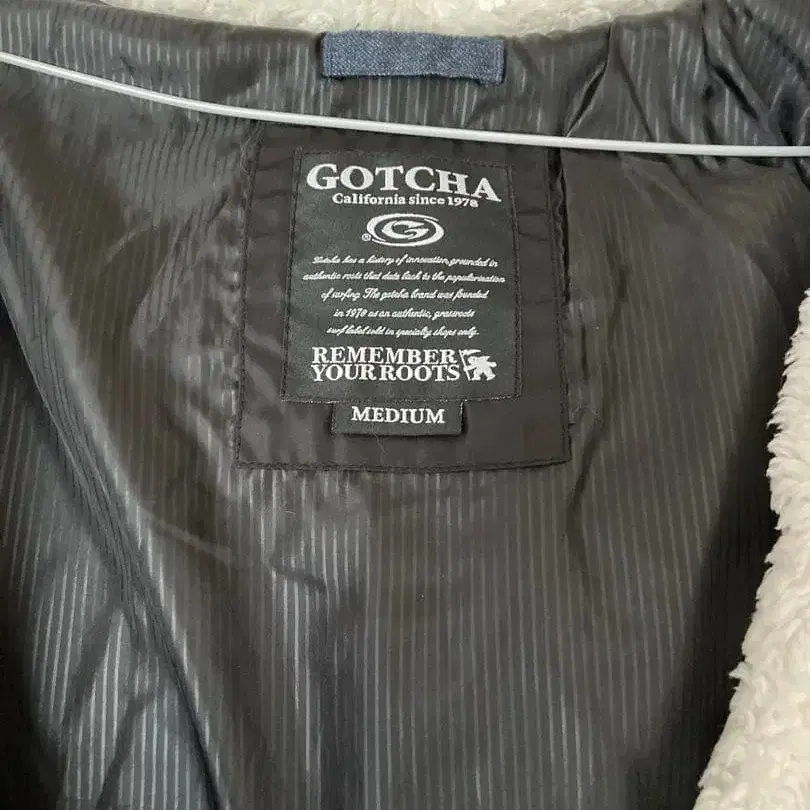 GOTCHA
California since 1978
®
Gotcha has a history of innovation,grounded in
authentic roots that date back to the popularization
of surfing The gotcha brand was founded
in 1978 as an authentic, grassroots
surf label sold in specialty shops only.
REMEMBER
YOUR ROOTS
MEDIUM